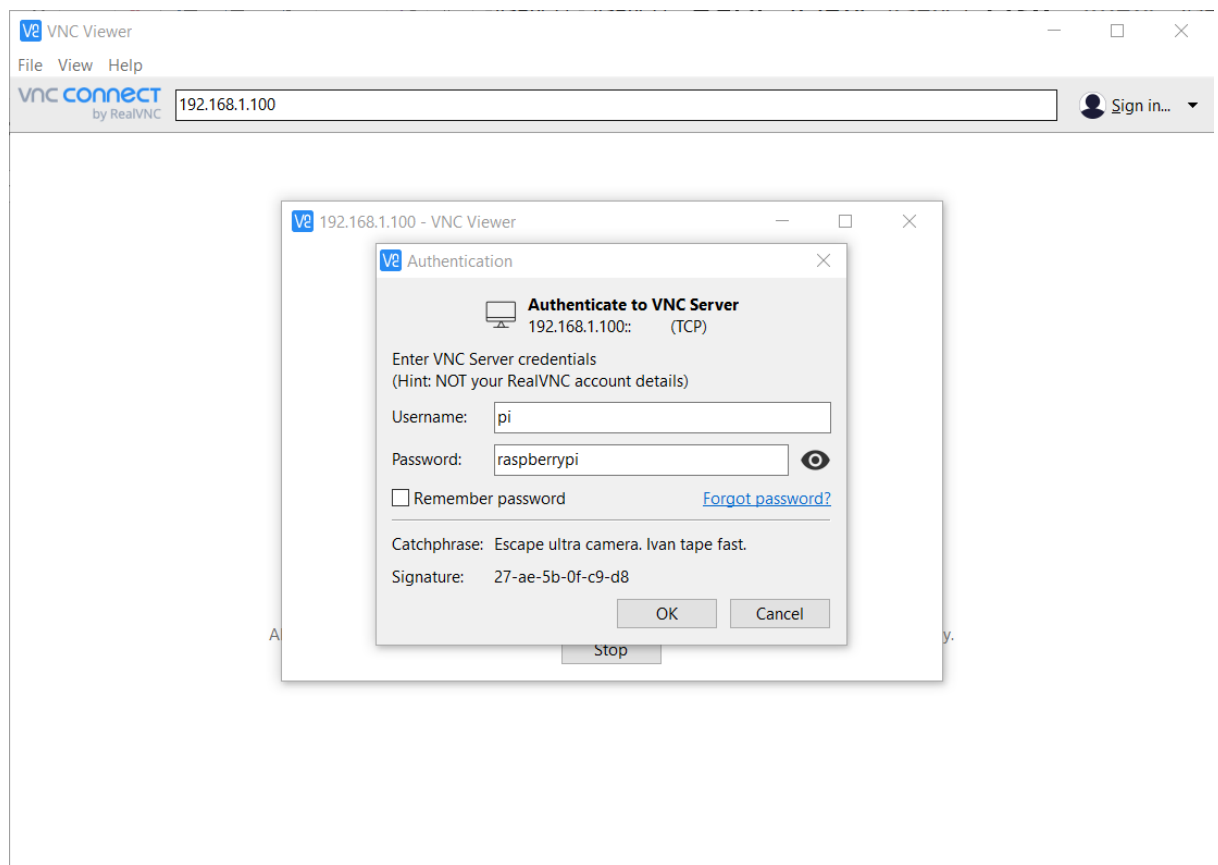 VNC Viewer
File View Help
vnc connect
by RealVNC
192.168.1.100
Sign in...
192.168.1.100 - VNC Viewer
Authentication
Authenticate to VNC Server
192.168.1.100:: (TCP)
Enter VNC Server credentials
(Hint: NOT your RealVNC account details)
Username: pi
Password: raspberrypi
Remember password Forgot password?
Catchphrase: Escape ultra camera. Ivan tape fast.
Signature: 27-ae-5b-0f-c9-d8
OK Cancel
Stop